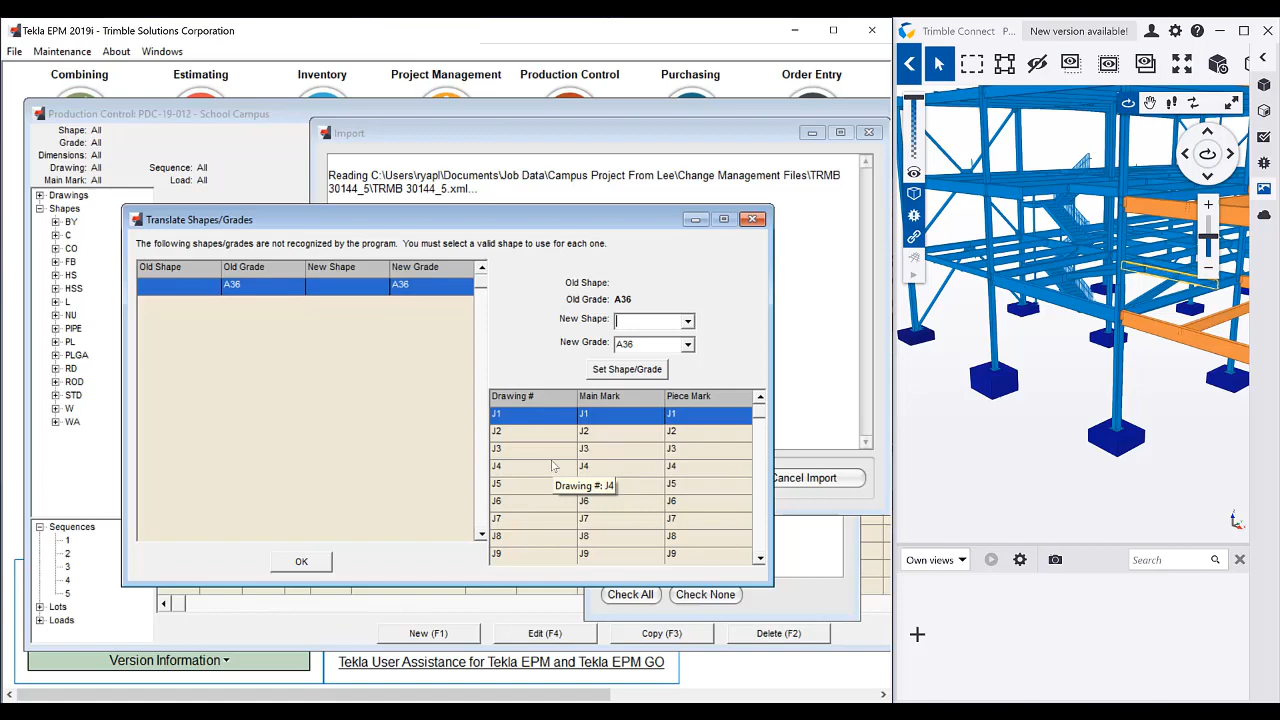 Tekla EPM 2019i - Trimble Solutions Corporation
File Maintenance About Windows
Combining Estimating Inventory Project Management Production Control Purchasing Order Entry
Production Control: PDC-19-012 - School Campus
Shape: All
Grade: All
Dimensions: All
Drawing: All Sequence: All
Main Mark: All Load: All
Drawings
Shapes
BY
C
CO
FB
HS
HSS
L
NU
PIPE
PL
PLGA
RD
ROD
STD
W
WA
Sequences
1
2
3
4
5
Lots
Loads
Import
Reading C:\Users\ryapl\Documents\Job Data\Campus Project From Lee\Change Management Files\TRMB
30144_5\TRMB 30144_5.xml...
Cancel Import
Translate Shapes/Grades
The following shapes/grades are not recognized by the program. You must select a valid shape to use for each one.
Old Shape Old Grade New Shape New Grade
A36 A36
Old Shape:
Old Grade: A36
New Shape:
New Grade: A36
Set Shape/Grade
Drawing # Main Mark Piece Mark
J1 J1 J1
J2 J2 J2
J3 J3 J3
J4 J4 J4
Drawing #: J4
J5 J5 J5
J6 J6 J6
J7 J7 J7
J8 J8 J8
J9 J9 J9
OK
Check All Check None
New (F1) Edit (F4) Copy (F3) Delete (F2)
Version Information
Tekla User Assistance for Tekla EPM and Tekla EPM GO
Trimble Connect P... New version available!
Own views Search